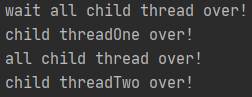 wait all child thread over!
child threadOne over!
all child thread over!
child threadTwo over!